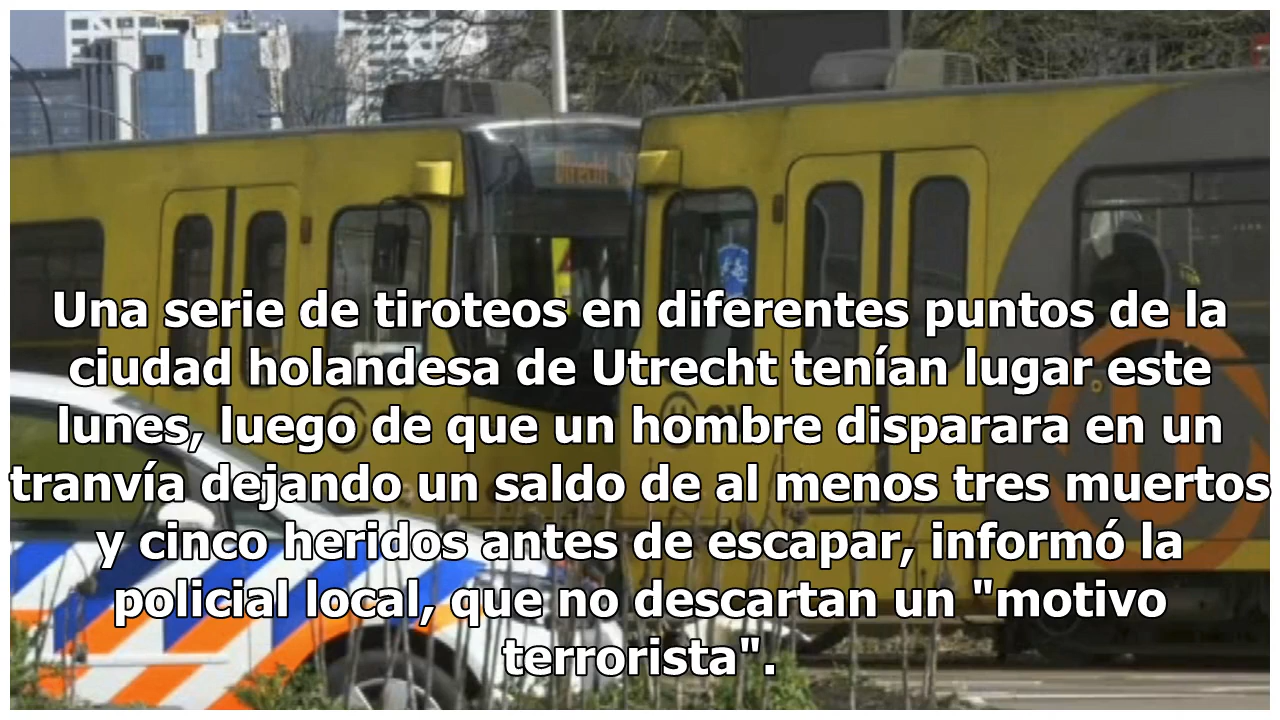 Utrecht CS
Una serie de tiroteos en diferentes puntos de la
ciudad holandesa de Utrecht tenían lugar este
lunes, luego de que un hombre disparara en un
tranvía dejando un saldo de al menos tres muertos
y cinco heridos antes de escapar, informó la
policial local, que no descartan un "motivo
terrorista".